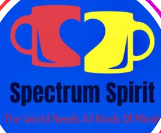 Spectrum Spirit
The World Needs All Kinds Of Minds